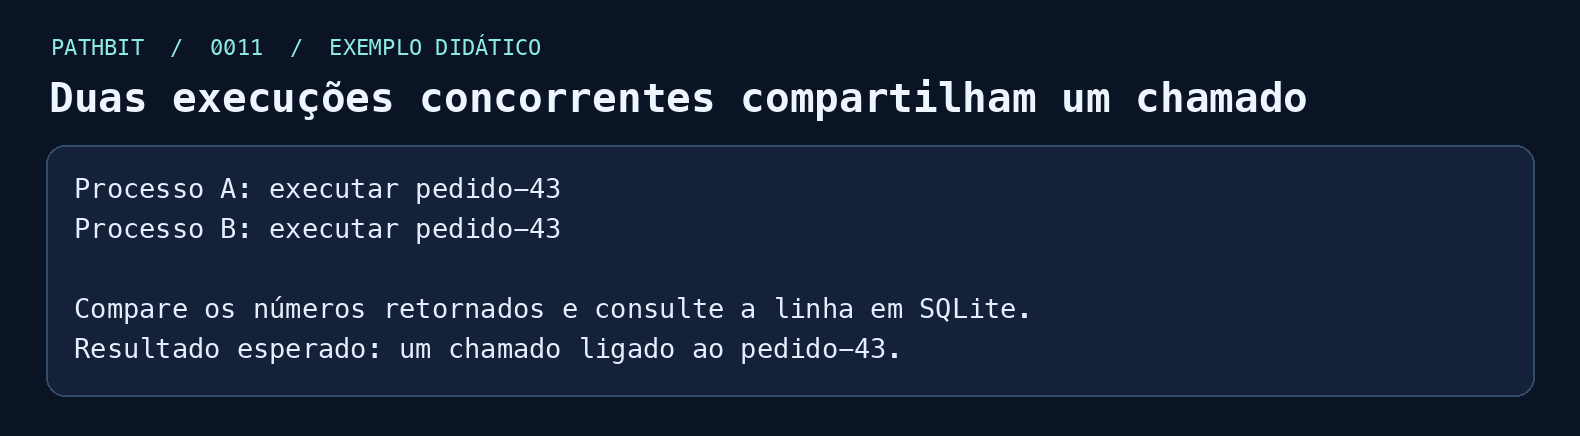 PATHBIT / 0011 / EXEMPLO DIDÁTICO
Duas execuções concorrentes compartilham um chamado
Processo A: executar pedido−43
Processo B: executar pedido−43
Compare os números retornados e consulte a linha em SQLite.
Resultado esperado: um chamado ligado ao pedido−43.